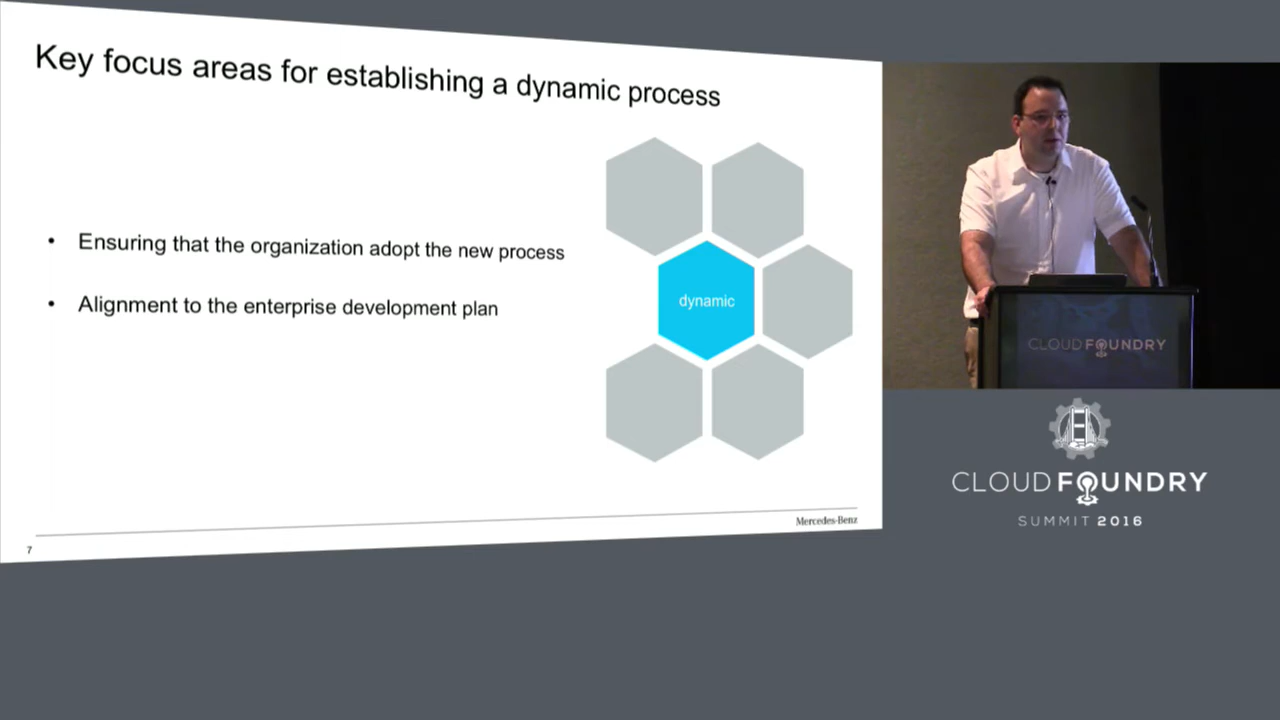 Key focus areas for establishing a dynamic process
• Ensuring that the organization adopt the new process
• Alignment to the enterprise development plan
dynamic
Mercedes-Benz
7
CLOUD FOUNDRY
CLOUD FOUNDRY
SUMMIT 2016